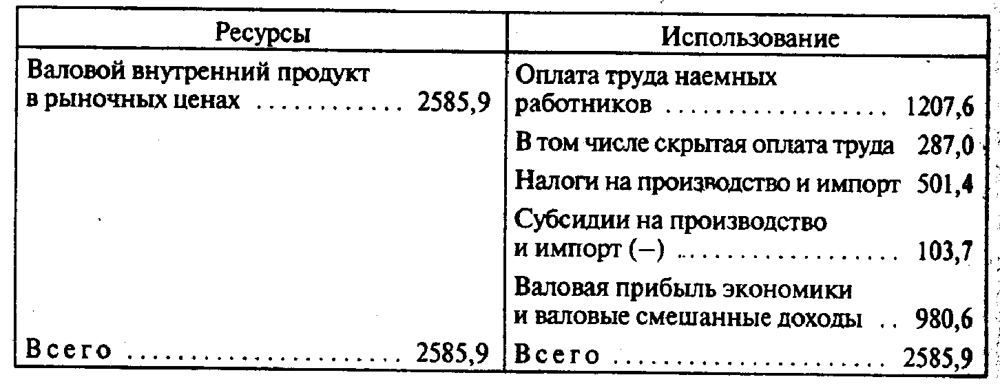 Ресурсы
Использование
Валовой внутренний продукт
в рыночных ценах ............ 2585,9
Всего ...................... 2585,9
Оплата труда наемных
работников .................. 1207,6
В том числе скрытая оплата труда 287,0
Налоги на производство и импорт 501,4
Субсидии на производство
и импорт (−) .................. 103,7
Валовая прибыль экономики
и валовые смешанные доходы .. 980,6
Всего ...................... 2585,9